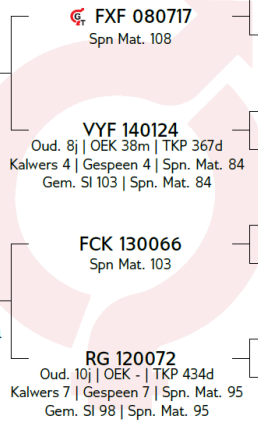 GT FXF 080717
Spn Mat. 108
VYF 140124
Oud. 8j | OEK 38m | TKP 367d
Kalwers 4 | Gespeen 4 | Spn. Mat. 84
Gem. SI 103 | Spn. Mat. 84
FCK 130066
Spn Mat. 103
RG 120072
Oud. 10j | OEK - | TKP 434d
Kalwers 7 | Gespeen 7 | Spn. Mat. 95
Gem. SI 98 | Spn. Mat. 95